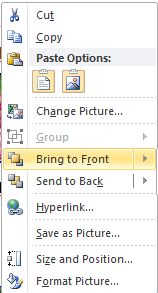 Cut
Copy
Paste Options:
Change Picture...
Group
Bring to Front
Send to Back
Hyperlink...
Save as Picture...
Size and Position...
Format Picture...